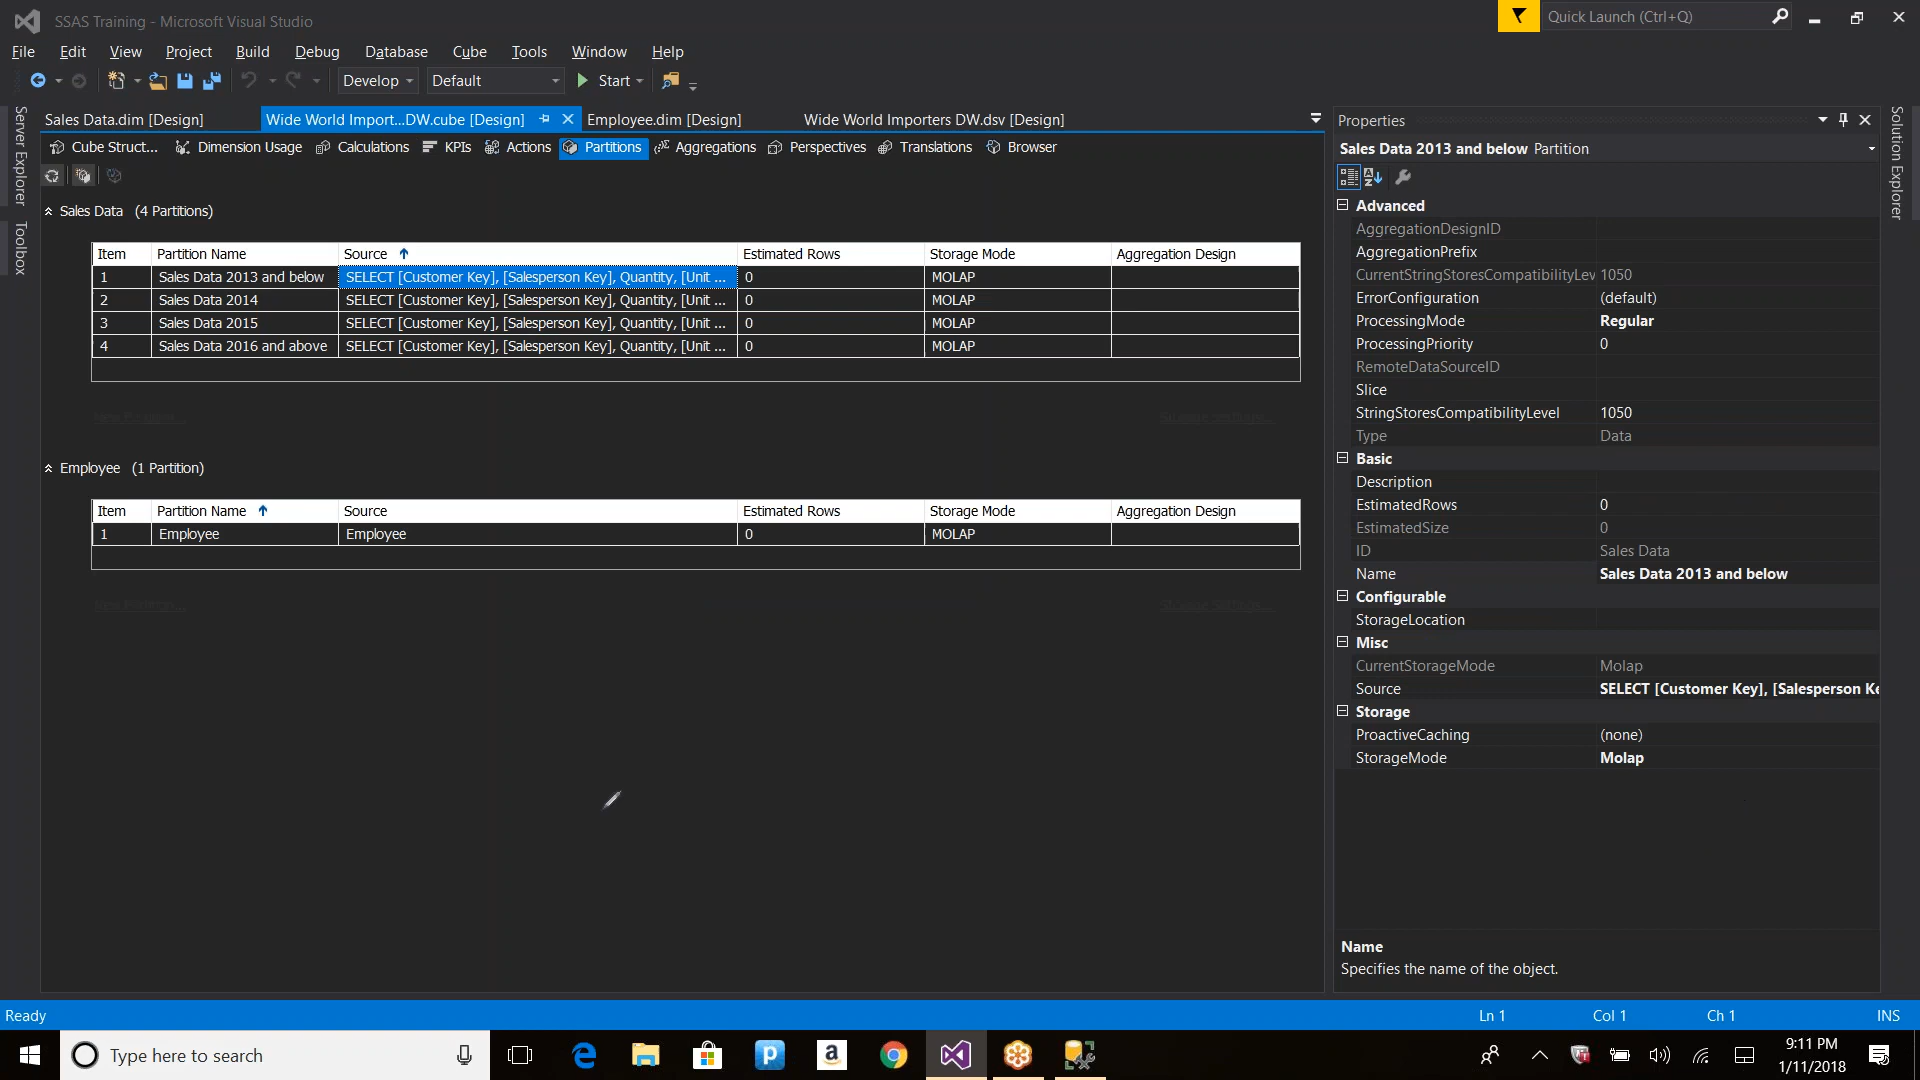 SSAS Training - Microsoft Visual Studio
Quick Launch (Ctrl+Q)
File Edit View Project Build Debug Database Cube Tools Window Help
Develop Default Start
Server Explorer
Toolbox
Sales Data.dim [Design] Wide World Import...DW.cube [Design] Employee.dim [Design] Wide World Importers DW.dsv [Design]
Cube Struct... Dimension Usage Calculations KPIs Actions Partitions Aggregations Perspectives Translations Browser
Sales Data (4 Partitions)
Item Partition Name Source Estimated Rows Storage Mode Aggregation Design
1 Sales Data 2013 and below SELECT [Customer Key], [Salesperson Key], Quantity, [Unit ... 0 MOLAP
2 Sales Data 2014 SELECT [Customer Key], [Salesperson Key], Quantity, [Unit ... 0 MOLAP
3 Sales Data 2015 SELECT [Customer Key], [Salesperson Key], Quantity, [Unit ... 0 MOLAP
4 Sales Data 2016 and above SELECT [Customer Key], [Salesperson Key], Quantity, [Unit ... 0 MOLAP
Employee (1 Partition)
Item Partition Name Source Estimated Rows Storage Mode Aggregation Design
1 Employee Employee 0 MOLAP
Properties
Sales Data 2013 and below Partition
Advanced
AggregationDesignID
AggregationPrefix
CurrentStringStoresCompatibilityLev 1050
ErrorConfiguration (default)
ProcessingMode Regular
ProcessingPriority 0
RemoteDataSourceID
Slice
StringStoresCompatibilityLevel 1050
Type Data
Basic
Description
EstimatedRows 0
EstimatedSize 0
ID Sales Data
Name Sales Data 2013 and below
Configurable
StorageLocation
Misc
CurrentStorageMode Molap
Source SELECT [Customer Key], [Salesperson Ke
Storage
ProactiveCaching (none)
StorageMode Molap
Name
Specifies the name of the object.
Solution Explorer
Ready Ln 1 Col 1 Ch 1 INS
Type here to search
9:11 PM
1/11/2018